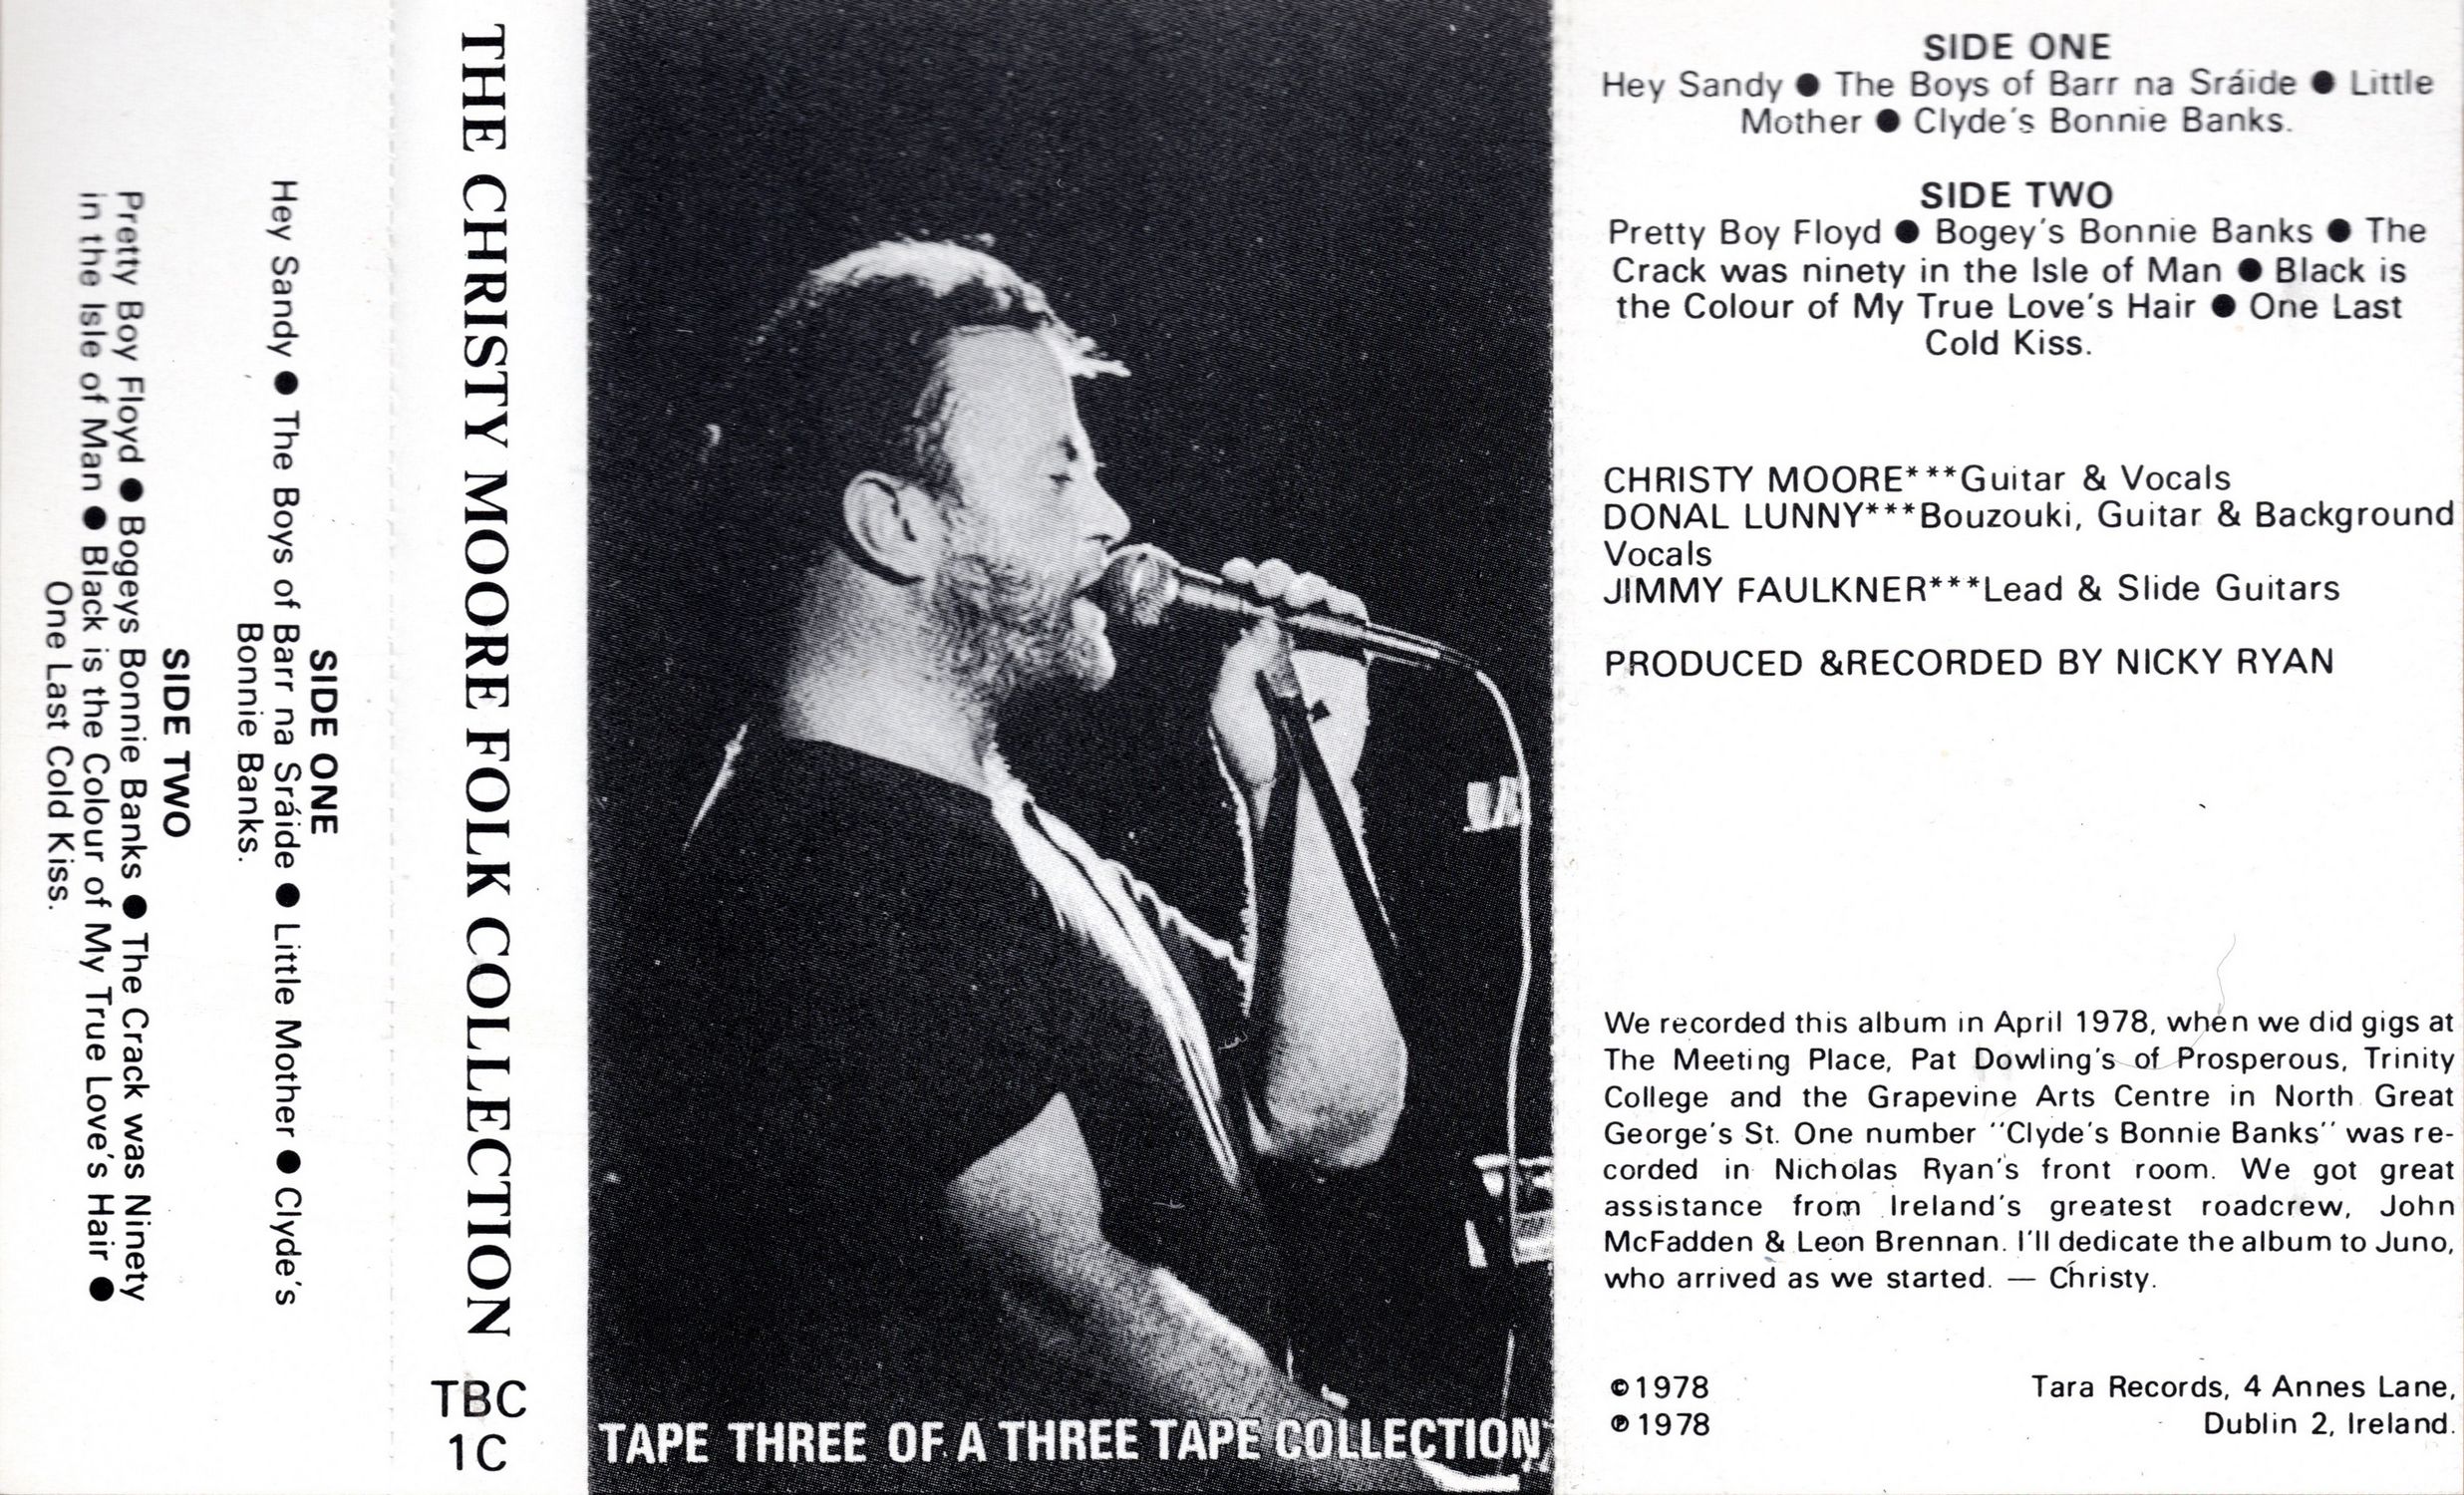 SIDE ONE
Hey Sandy ● The Boys of Barr na Sráide ● Little Mother ● Clyde's
Bonnie Banks.
SIDE TWO
Pretty Boy Floyd ● Bogeys Bonnie Banks ● The Crack was Ninety
in the Isle of Man ● Black is the Colour of My True Love's Hair ●
One Last Cold Kiss.
THE CHRISTY MOORE FOLK COLLECTION
TBC
1C
TAPE THREE OF A THREE TAPE COLLECTION
SIDE ONE
Hey Sandy ● The Boys of Barr na Sráide ● Little
Mother ● Clyde's Bonnie Banks.
SIDE TWO
Pretty Boy Floyd ● Bogey's Bonnie Banks ● The
Crack was ninety in the Isle of Man ● Black is
the Colour of My True Love's Hair ● One Last
Cold Kiss.
CHRISTY MOORE***Guitar & Vocals
DONAL LUNNY***Bouzouki, Guitar & Background
Vocals
JIMMY FAULKNER***Lead & Slide Guitars
PRODUCED &RECORDED BY NICKY RYAN
We recorded this album in April 1978, when we did gigs at
The Meeting Place, Pat Dowling's of Prosperous, Trinity
College and the Grapevine Arts Centre in North Great
George's St. One number ''Clyde's Bonnie Banks'' was re-
corded in Nicholas Ryan's front room. We got great
assistance from Ireland's greatest roadcrew, John
McFadden & Leon Brennan. I'll dedicate the album to Juno,
who arrived as we started. — Christy.
©1978
℗1978
Tara Records, 4 Annes Lane,
Dublin 2, Ireland.